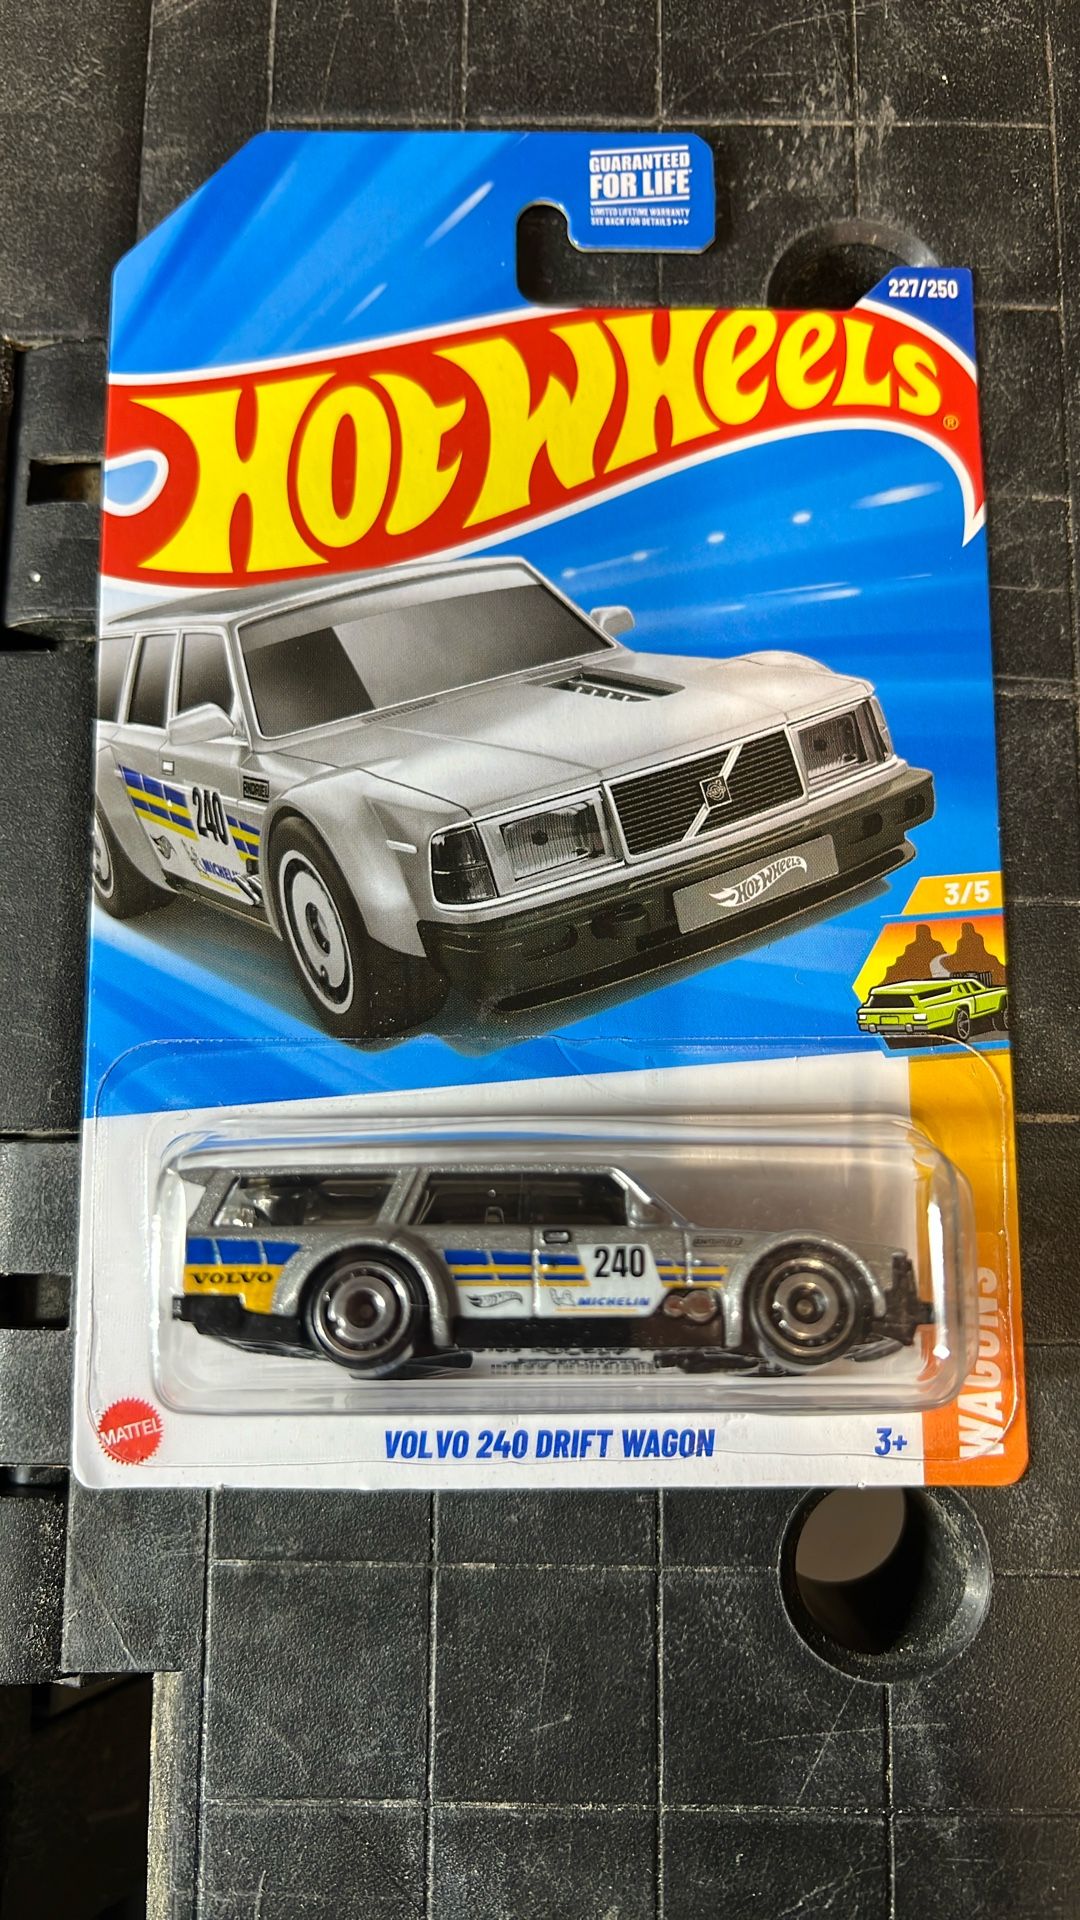 GUARANTEED
FOR LIFE
LIMITED LIFETIME WARRANTY
SEE BACK FOR DETAILS >>>
227/250
HOT WHEELS®
240
MICHELIN
HOT WHEELS
3/5
VOLVO
240
MICHELIN
WAGONS
MATTEL
VOLVO 240 DRIFT WAGON
3+